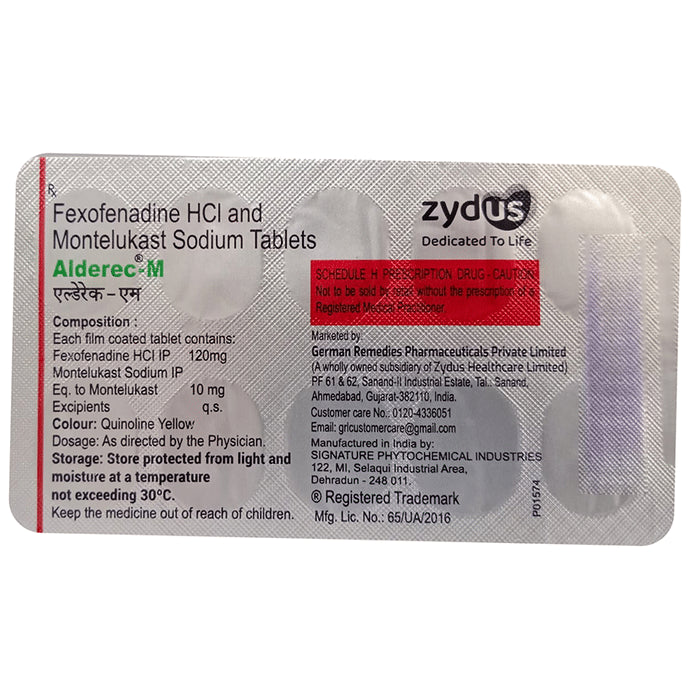 Rx
Fexofenadine HCl and
Montelukast Sodium Tablets
Alderec®-M
एल्डेरेक – एम
Composition :
Each film coated tablet contains:
Fexofenadine HCl IP 120mg
Montelukast Sodium IP
Eq. to Montelukast 10 mg
Excipients q.s.
Colour: Quinoline Yellow
Dosage: As directed by the Physician.
Storage: Store protected from light and
moisture at a temperature
not exceeding 30°C.
Keep the medicine out of reach of children.
zydus
Dedicated To Life
SCHEDULE H PRESCRIPTION DRUG - CAUTION
Not to be sold by retail without the prescription of a
Registered Medical Practitioner.
Marketed by:
German Remedies Pharmaceuticals Private Limited
(A wholly owned subsidiary of Zydus Healthcare Limited)
PF 61 & 62, Sanand-II Industrial Estate, Tal.: Sanand,
Ahmedabad, Gujarat-382110, India.
Customer care No.: 0120-4336051
Email: gricustomercare@gmail.com
Manufactured in India by:
SIGNATURE PHYTOCHEMICAL INDUSTRIES
122, MI, Selaqui Industrial Area,
Dehradun - 248 011.
® Registered Trademark
Mfg. Lic. No.: 65/UA/2016
P01574